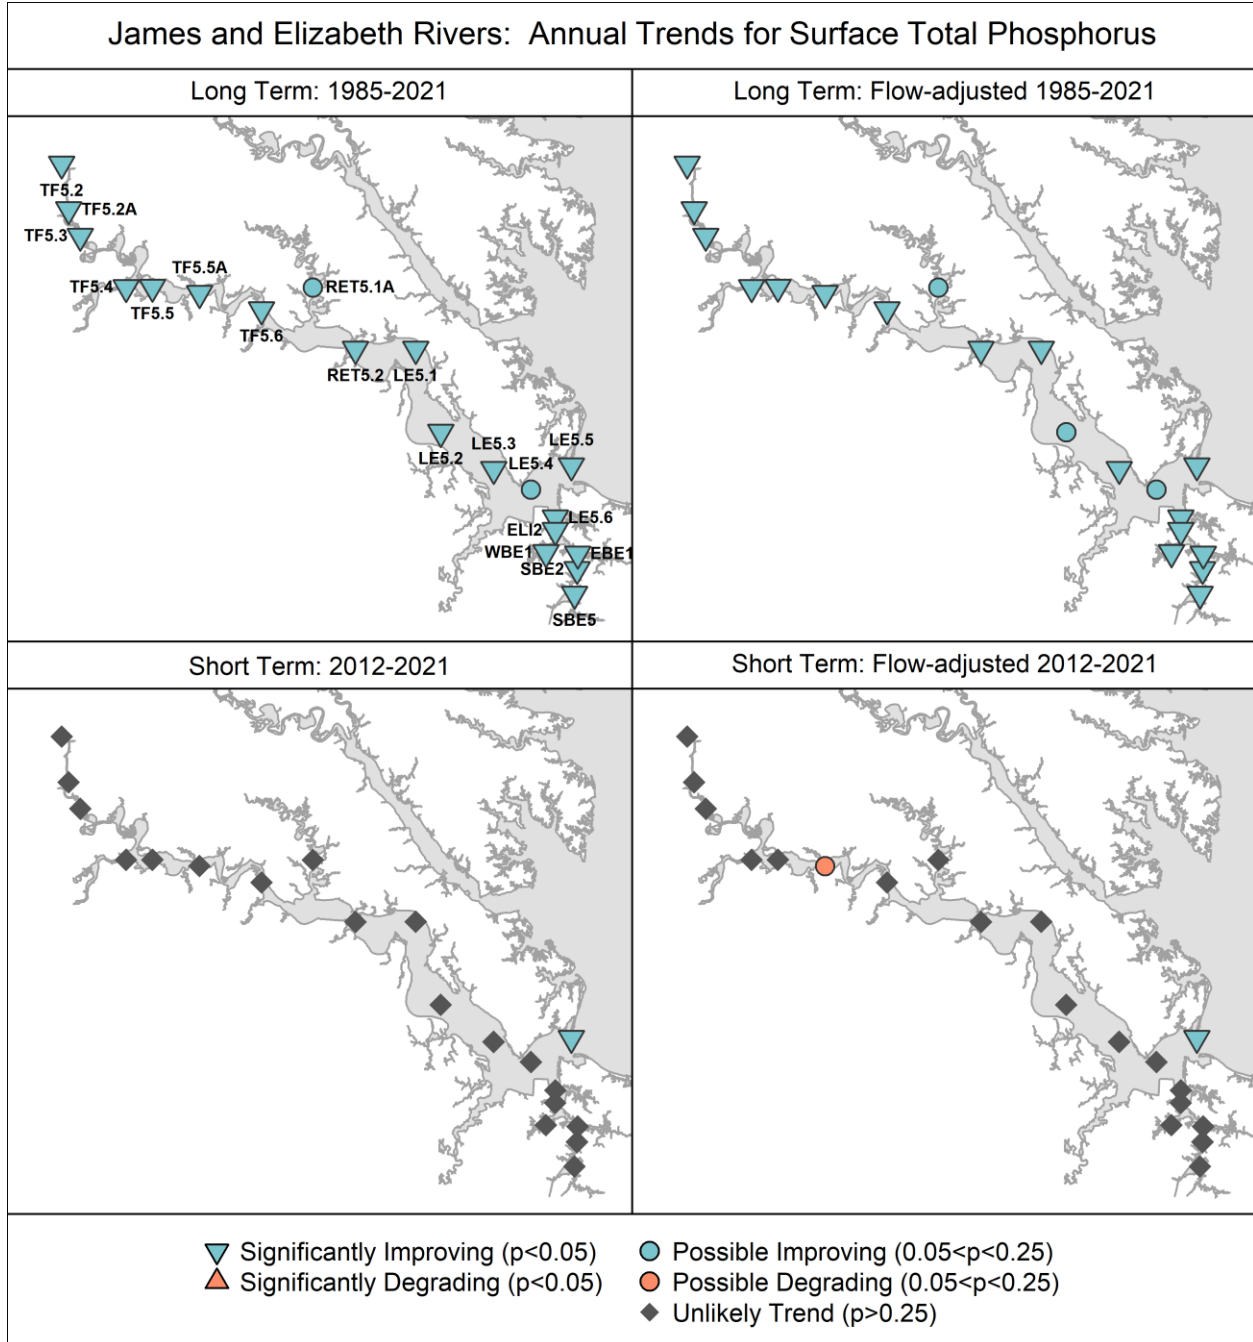 James and Elizabeth Rivers:  Annual Trends for Surface Total Phosphorus
Long Term: 1985-2021
Long Term: Flow-adjusted 1985-2021
TF5.2
TF5.2A
TF5.3
TF5.5A
TF5.4
RET5.1A
TF5.5
TF5.6
RET5.2
LE5.1
LE5.3
LE5.5
LE5.2
LE5.4
LE5.6
ELI2
WBE1
EBE1
SBE2
SBE5
Short Term: 2012-2021
Short Term: Flow-adjusted 2012-2021
Significantly Improving (p<0.05)
Possible Improving (0.05<p<0.25)
Significantly Degrading (p<0.05)
Possible Degrading (0.05<p<0.25)
Unlikely Trend (p>0.25)